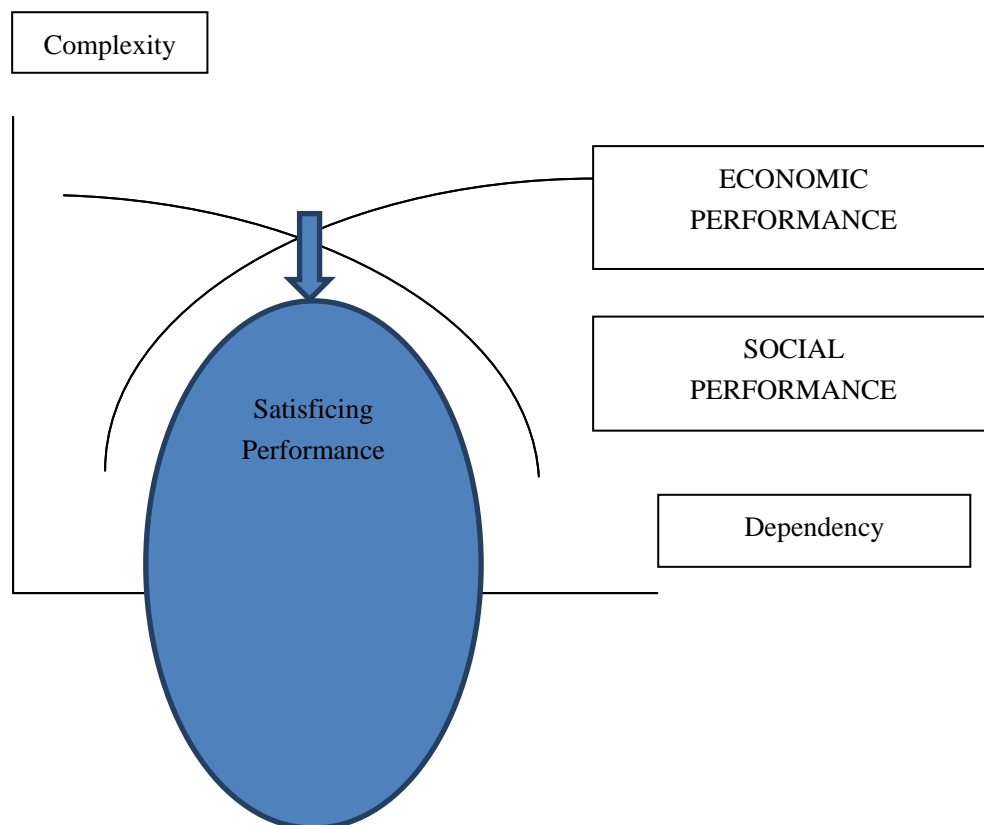 Complexity
ECONOMIC
PERFORMANCE
SOCIAL
PERFORMANCE
Satisficing
Performance
Dependency